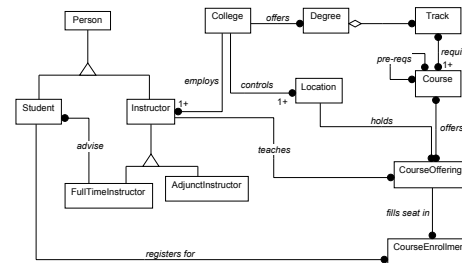 Person
College
offers
Degree
Track
pre-reqs
requi
1+
employs
controls
Location
Course
Student
Instructor
1+
1+
holds
offers
advise
teaches
CourseOffering
FullTimeInstructor
AdjunctInstructor
fills seat in
registers for
CourseEnrollmen